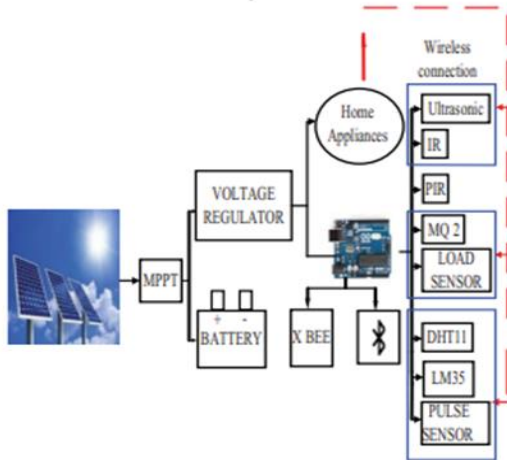 Wireless
connection
Ultrasonic
Home
Appliances
IR
VOLTAGE
REGULATOR
PIR
MQ 2
LOAD
SENSOR
MPPT
+ -
BATTERY
X BEE
DHT11
LM35
PULSE
SENSOR